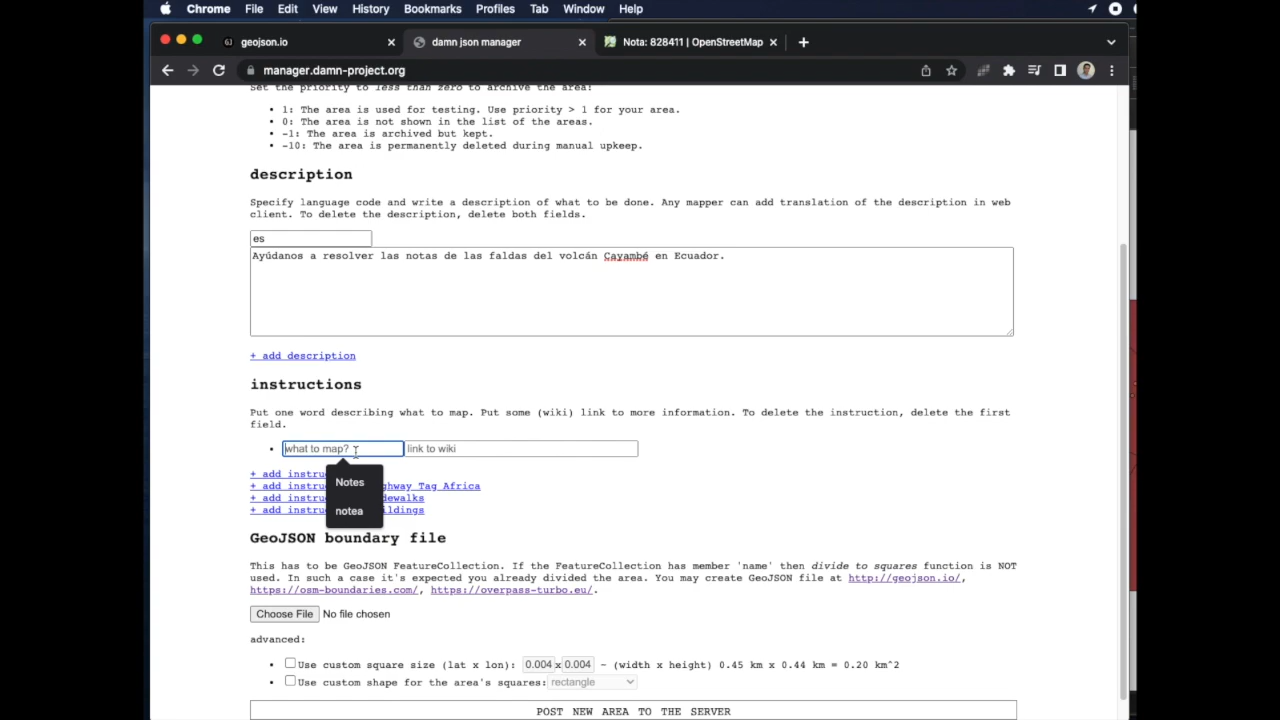 Chrome File Edit View History Bookmarks Profiles Tab Window Help
geojson.io damn json manager Nota: 828411 | OpenStreetMap
manager.damn-project.org
Set the priority to less than zero to archive the area:
1: The area is used for testing. Use priority > 1 for your area.
0: The area is not shown in the list of the areas.
-1: The area is archived but kept.
-10: The area is permanently deleted during manual upkeep.
description
Specify language code and write a description of what to be done. Any mapper can add translation of the description in web
client. To delete the description, delete both fields.
es
Ayúdanos a resolver las notas de las faldas del volcán Cayambé en Ecuador.
+ add description
instructions
Put one word describing what to map. Put some (wiki) link to more information. To delete the instruction, delete the first
field.
what to map? link to wiki
Notes
notea
+ add instru
+ add instru ghway Tag Africa
+ add instru dewalks
+ add instru ildings
GeoJSON boundary file
This has to be GeoJSON FeatureCollection. If the FeatureCollection has member 'name' then divide to squares function is NOT
used. In such a case it's expected you already divided the area. You may create GeoJSON file at http://geojson.io/,
https://osm-boundaries.com/, https://overpass-turbo.eu/.
Choose File No file chosen
advanced:
Use custom square size (lat x lon): 0.004 x 0.004 - (width x height) 0.45 km x 0.44 km = 0.20 km^2
Use custom shape for the area's squares: rectangle
POST NEW AREA TO THE SERVER